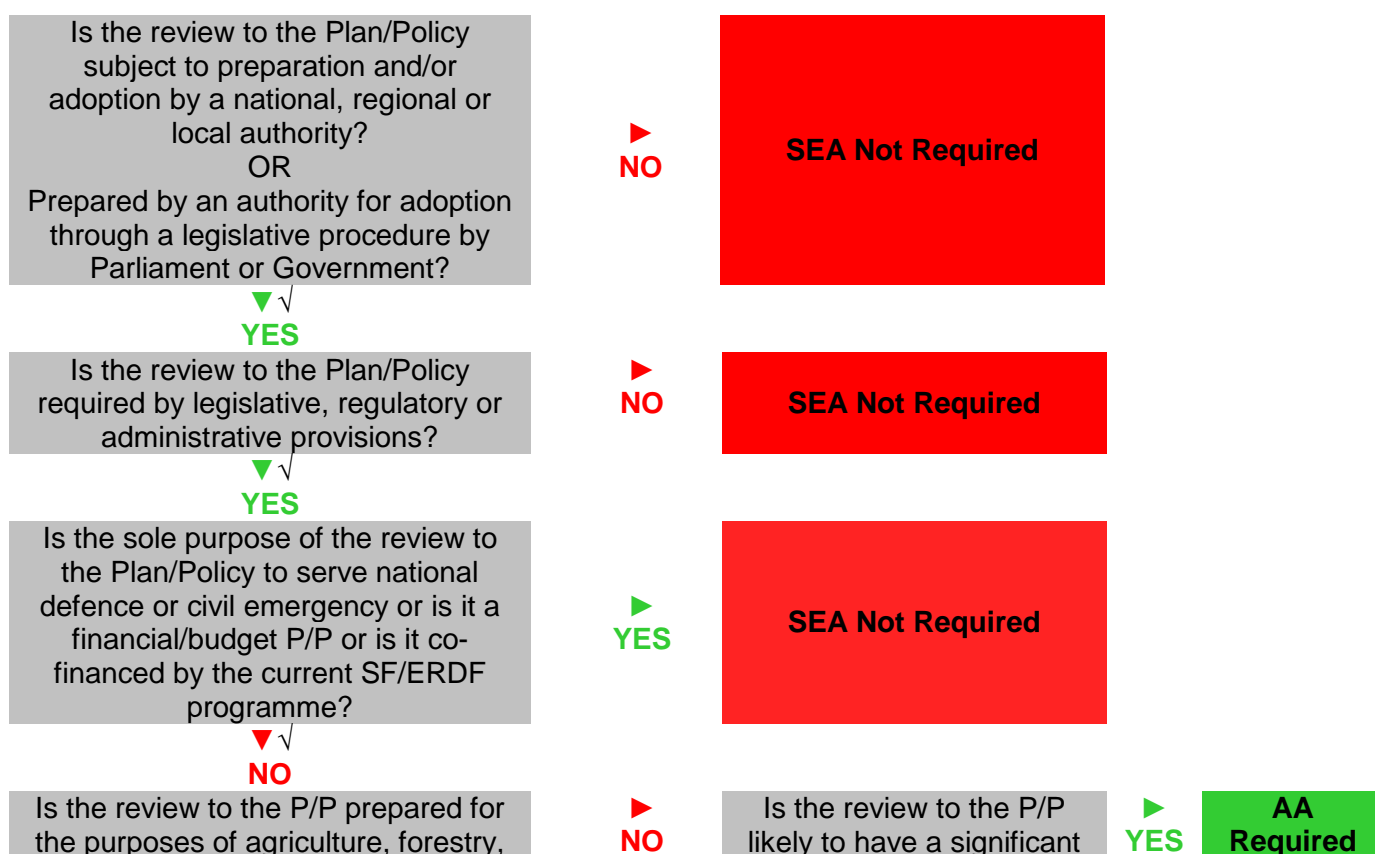 Is the review to the Plan/Policy
subject to preparation and/or
adoption by a national, regional or
local authority?
OR
Prepared by an authority for adoption
through a legislative procedure by
Parliament or Government?
►
NO
SEA Not Required
▼√
YES
Is the review to the Plan/Policy
required by legislative, regulatory or
administrative provisions?
►
NO
SEA Not Required
▼√
YES
Is the sole purpose of the review to
the Plan/Policy to serve national
defence or civil emergency or is it a
financial/budget P/P or is it co-
financed by the current SF/ERDF
programme?
►
YES
SEA Not Required
▼√
NO
Is the review to the P/P prepared for
the purposes of agriculture, forestry,
►
NO
Is the review to the P/P
likely to have a significant
►
YES
AA
Required